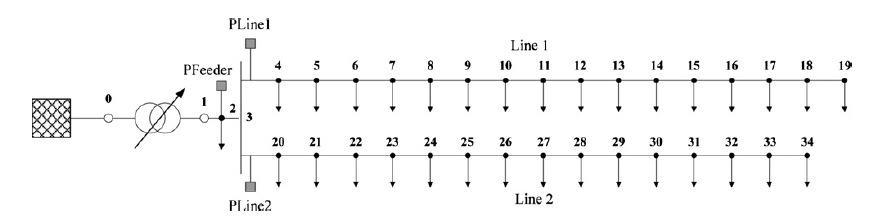 PLine1
Line 1
4 5 6 7 8 9 10 11 12 13 14 15 16 17 18 19
PFeeder
0 1 2 3
20 21 22 23 24 25 26 27 28 29 30 31 32 33 34
Line 2
PLine2